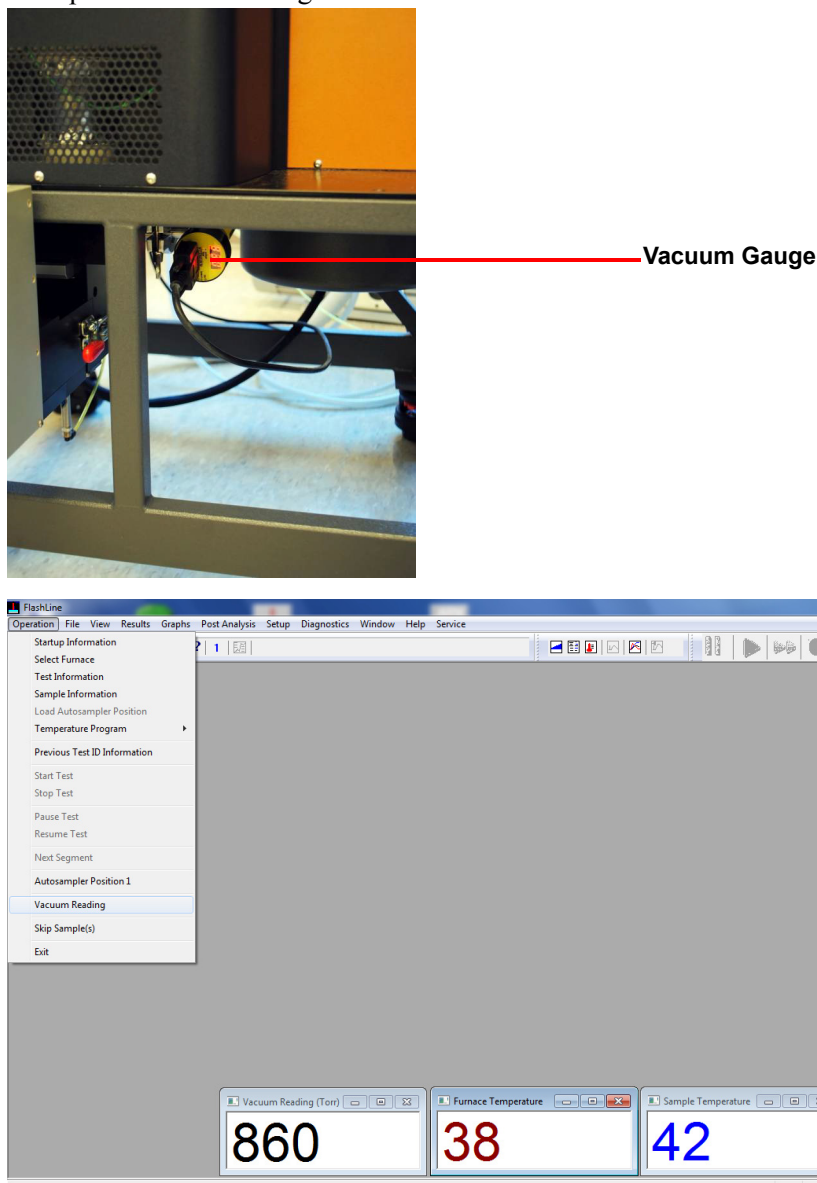 Vacuum Gauge
FlashLine
Operation File View Results Graphs Post Analysis Setup Diagnostics Window Help Service
Startup Information
Select Furnace
Test Information
Sample Information
Load Autosampler Position
Temperature Program
Previous Test ID Information
Start Test
Stop Test
Pause Test
Resume Test
Next Segment
Autosampler Position 1
Vacuum Reading
Skip Sample(s)
Exit
1
Vacuum Reading (Torr)
860
Furnace Temperature
38
Sample Temperature
42